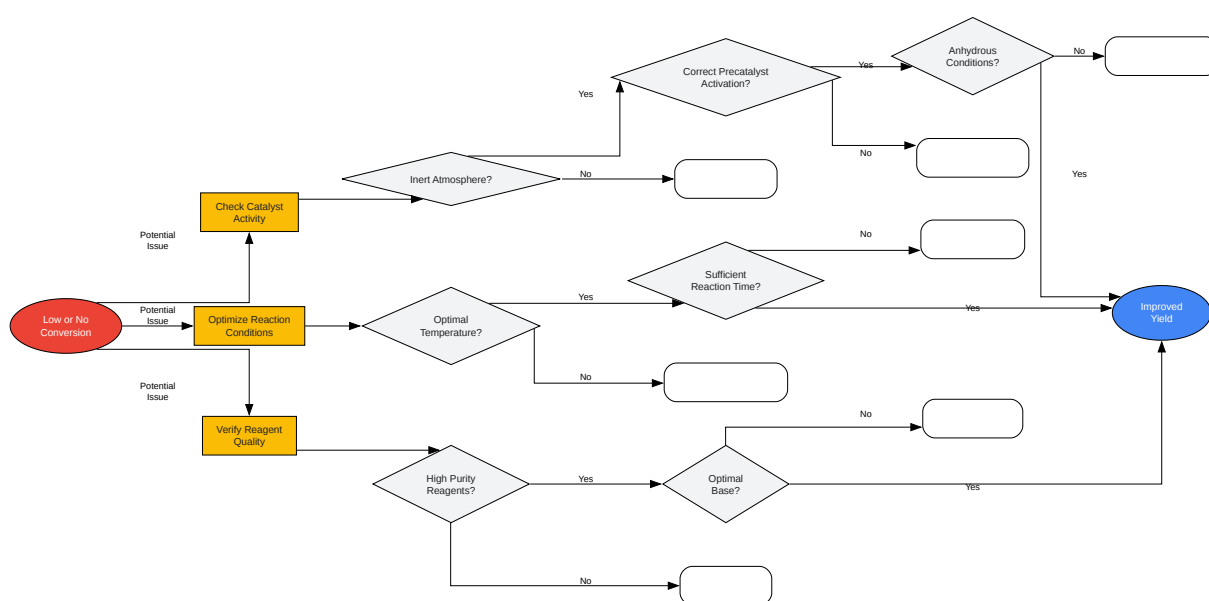 Anhydrous
Conditions?
No
Correct Precatalyst
Activation?
Yes
Yes
No
Inert Atmosphere?
No
Yes
Check Catalyst
Activity
Potential
Issue
No
Sufficient
Reaction Time?
Yes
Yes
Low or No
Conversion
Potential
Issue
Optimize Reaction
Conditions
Optimal
Temperature?
Improved
Yield
No
Potential
Issue
No
Verify Reagent
Quality
High Purity
Reagents?
Yes
Optimal
Base?
Yes
No